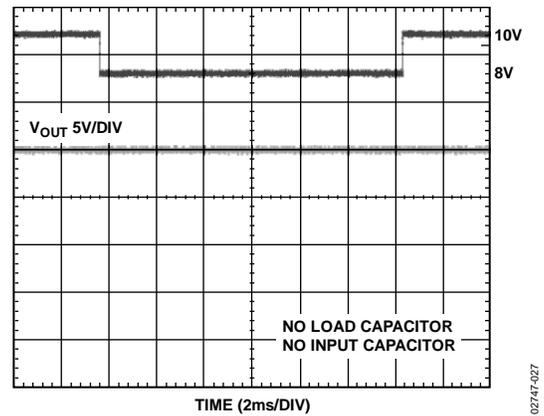 10V
8V
VOUT 5V/DIV
NO LOAD CAPACITOR
NO INPUT CAPACITOR
TIME (2ms/DIV)
02747-027